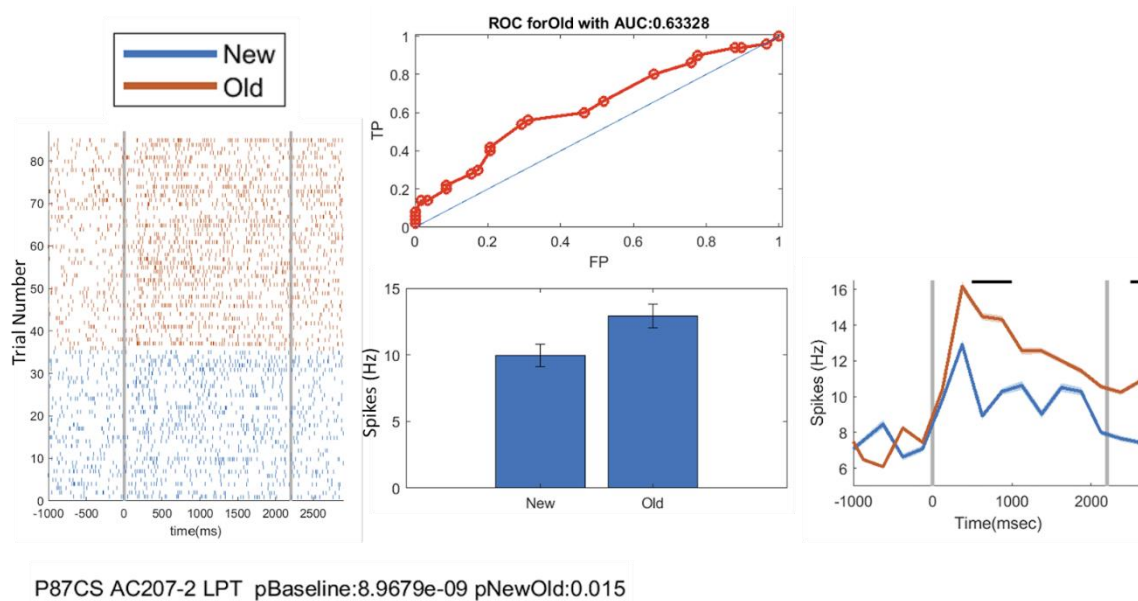 New
Old
Trial Number
80
70
60
50
40
30
20
10
0
-1000 -500 0 500 1000 1500 2000 2500
time(ms)
ROC forOld with AUC:0.63328
TP
1
0.8
0.6
0.4
0.2
0
0 0.2 0.4 0.6 0.8 1
FP
Spikes (Hz)
15
10
5
0
New Old
Spikes (Hz)
16
14
12
10
8
6
-1000 0 1000 2000
Time(msec)
P87CS AC207-2 LPT pBaseline:8.9679e-09 pNewOld:0.015